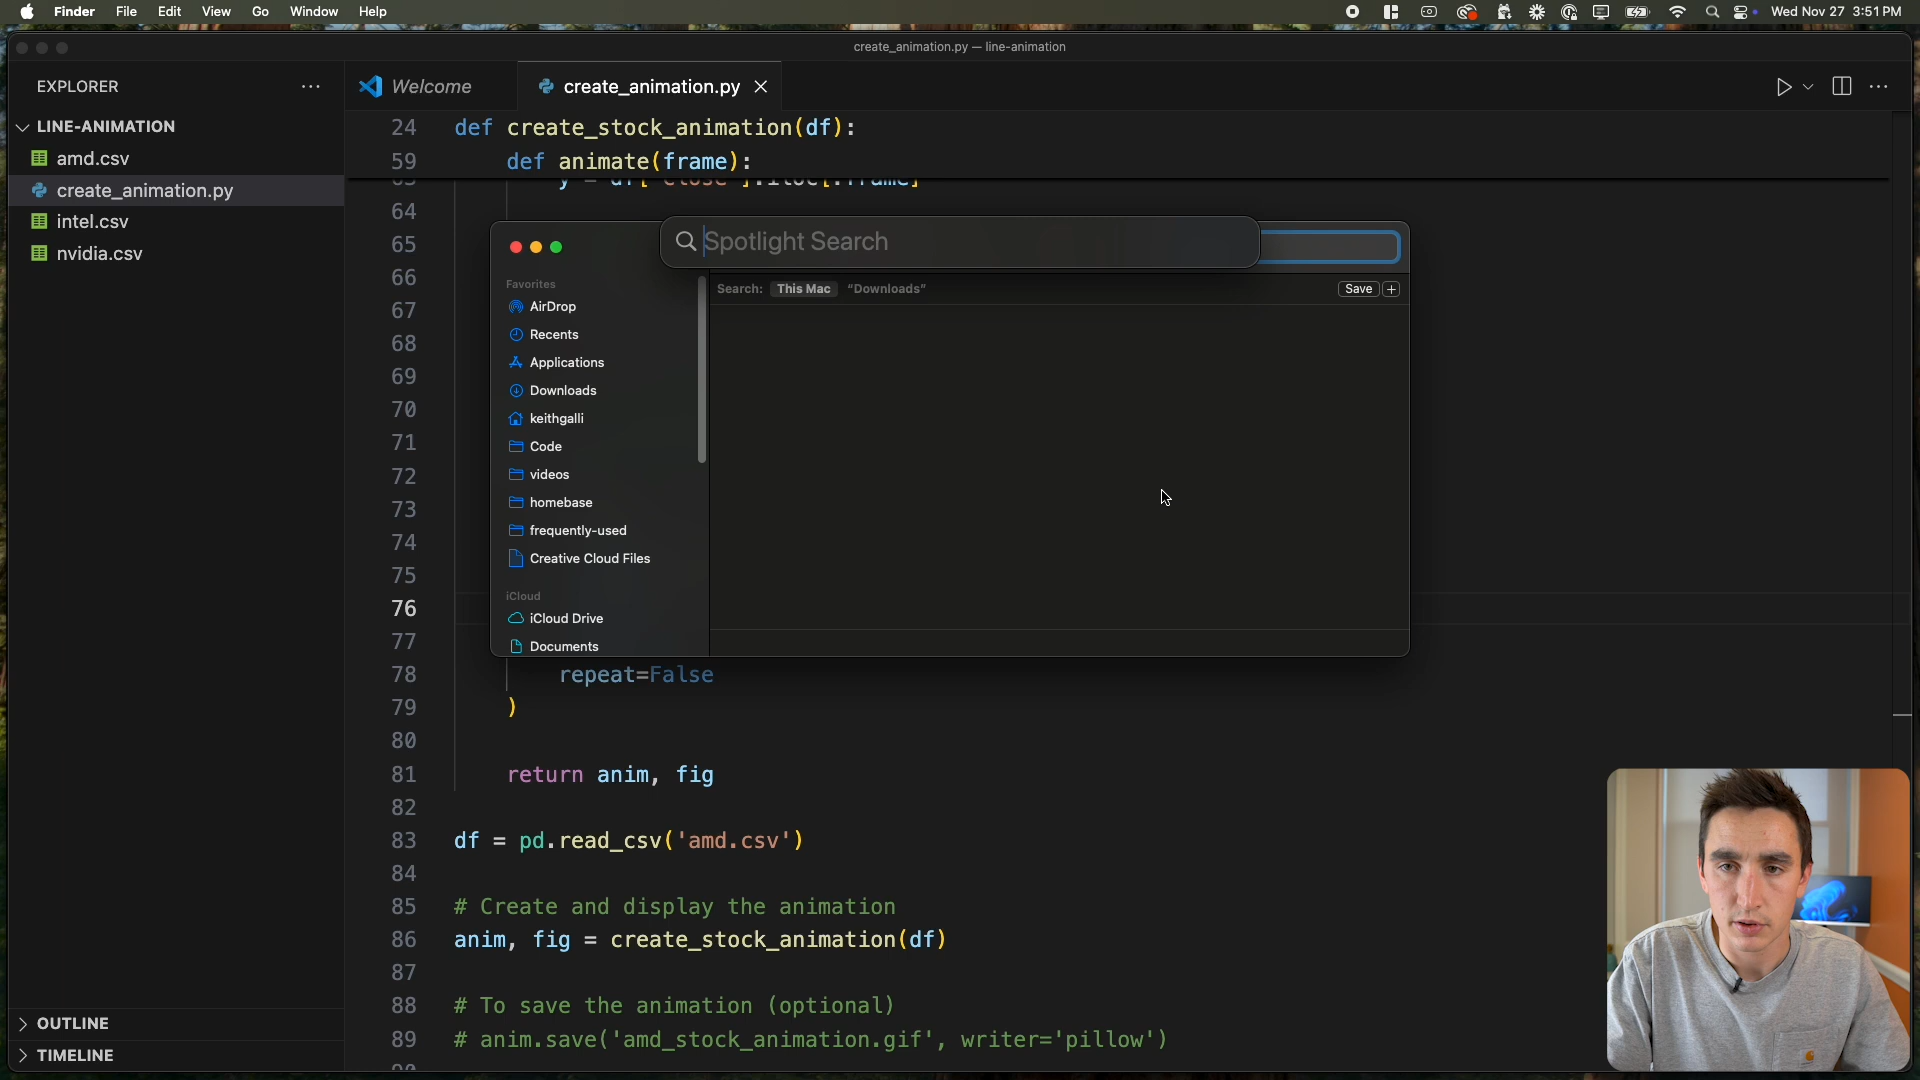 Finder File Edit View Go Window Help
Wed Nov 27 3:51 PM
create_animation.py — line-animation
EXPLORER
Welcome
create_animation.py
LINE-ANIMATION
amd.csv
create_animation.py
intel.csv
nvidia.csv
OUTLINE
TIMELINE
24 def create_stock_animation(df):
59 def animate(frame):
64
65
66
67
68
69
70
71
72
73
74
75
76
77
78 repeat=False
79 )
80
81 return anim, fig
82
83 df = pd.read_csv('amd.csv')
84
85 # Create and display the animation
86 anim, fig = create_stock_animation(df)
87
88 # To save the animation (optional)
89 # anim.save('amd_stock_animation.gif', writer='pillow')
Spotlight Search
Search: This Mac “Downloads” Save +
Favorites
AirDrop
Recents
Applications
Downloads
keithgalli
Code
videos
homebase
frequently-used
Creative Cloud Files
iCloud
iCloud Drive
Documents